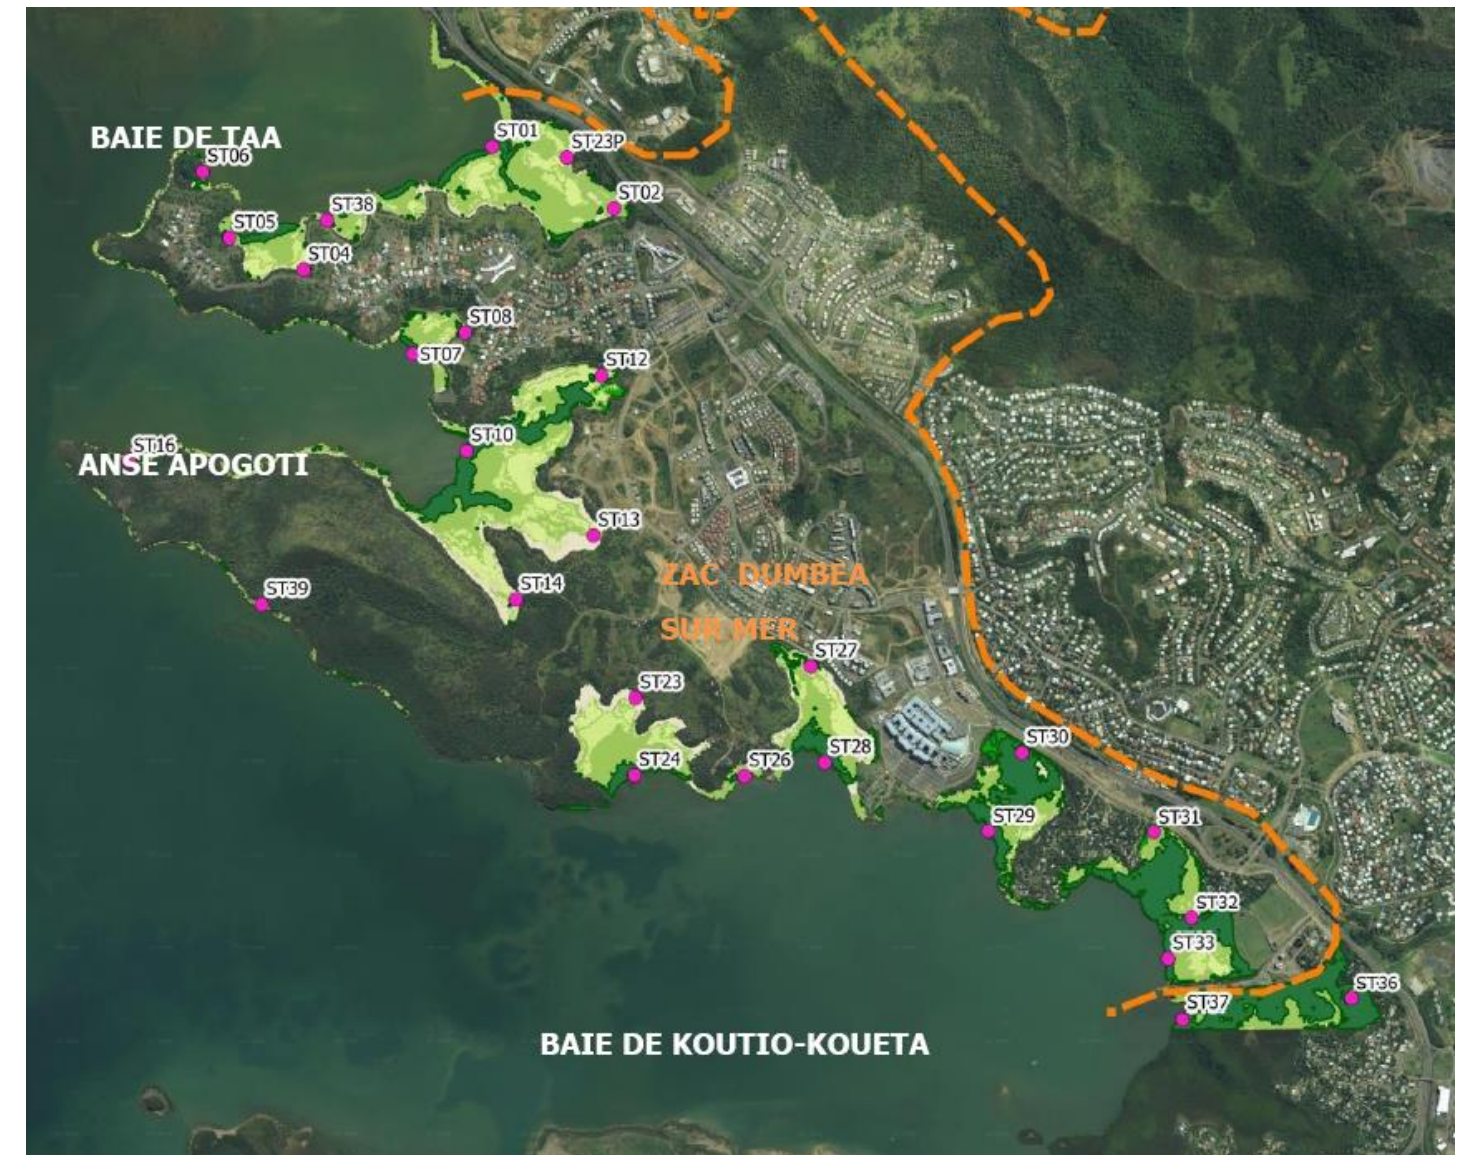 ST01
ST23P
BAIE DE TAA
ST06
ST02
ST38
ST05
ST04
ST08
ST07
ST12
ST10
ST16
ANSE APOGOTI
ST13
ZAC DUMBEA
SUR MER
ST14
ST39
ST27
ST23
ST30
ST28
ST24
ST26
ST29
ST31
ST32
ST33
ST36
ST37
BAIE DE KOUTIO-KOUETA